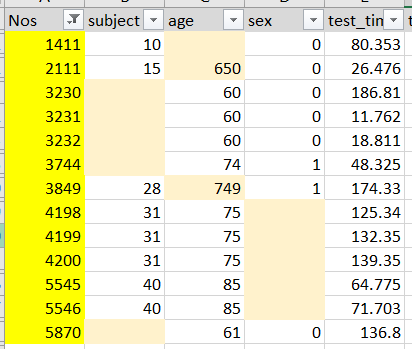 Nos subject age sex test_tim
1411 10 0 80.353
2111 15 650 0 26.476
3230 60 0 186.81
3231 60 0 11.762
3232 60 0 18.811
3744 74 1 48.325
3849 28 749 1 174.33
4198 31 75 125.34
4199 31 75 132.35
4200 31 75 139.35
5545 40 85 64.775
5546 40 85 71.703
5870 61 0 136.8